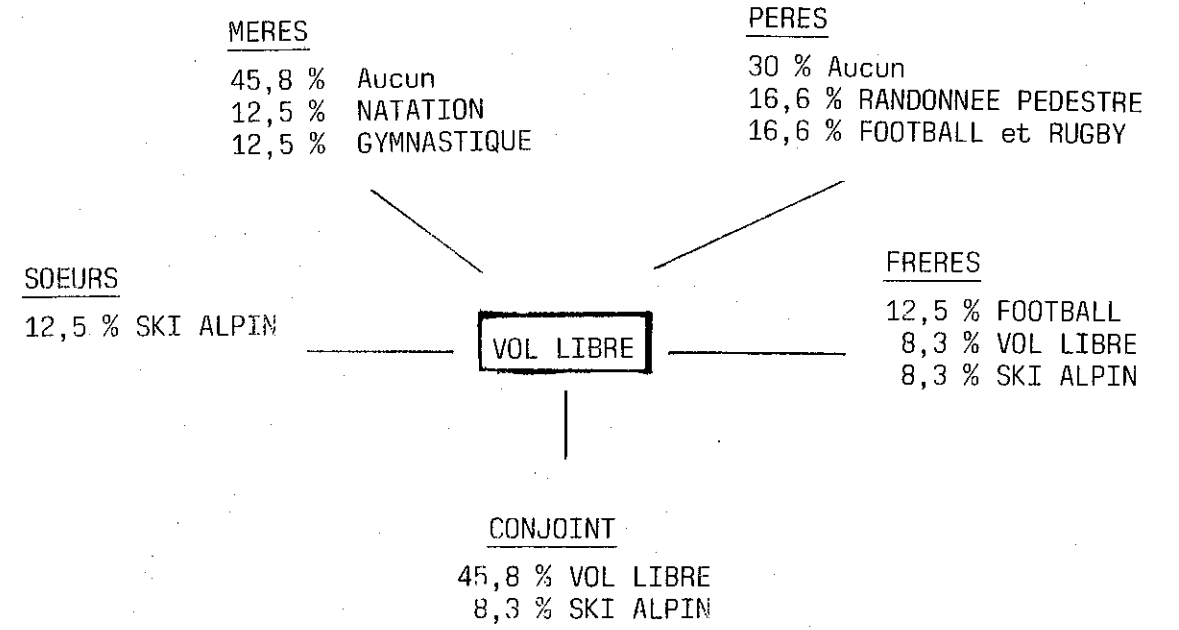 MERES
45,8 % Aucun
12,5 % NATATION
12,5 % GYMNASTIQUE
PERES
30 % Aucun
16,6 % RANDONNEE PEDESTRE
16,6 % FOOTBALL et RUGBY
SOEURS
12,5 % SKI ALPIN
VOL LIBRE
FRERES
12,5 % FOOTBALL
8,3 % VOL LIBRE
8,3 % SKI ALPIN
CONJOINT
45,8 % VOL LIBRE
8,3 % SKI ALPIN